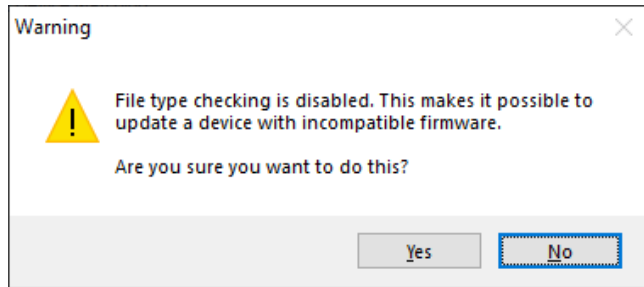 Warning
File type checking is disabled. This makes it possible to
update a device with incompatible firmware.
Are you sure you want to do this?
Yes
No